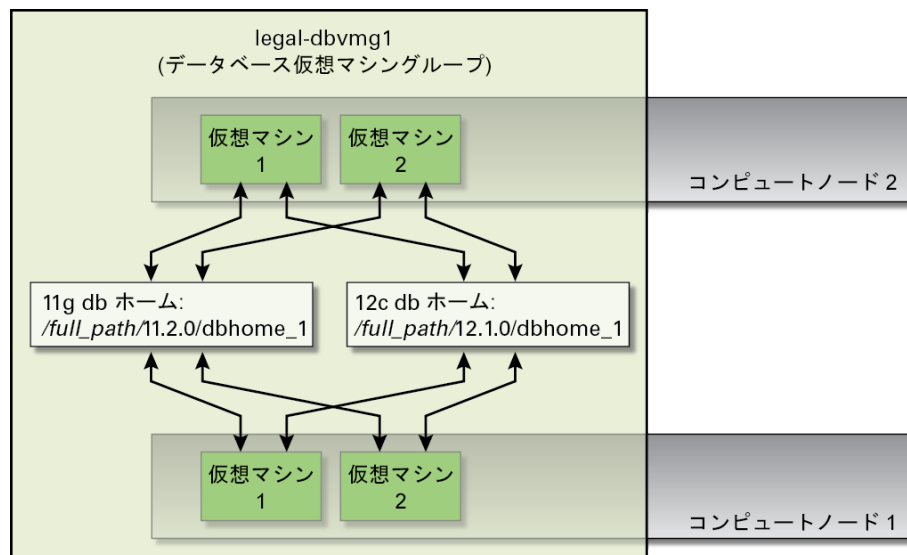 legal-dbvmg1
(データベース仮想マシングループ)
仮想マシン
1
仮想マシン
2
コンピュートノード 2
11g db ホーム:
/full_path/11.2.0/dbhome_1
12c db ホーム:
/full_path/12.1.0/dbhome_1
仮想マシン
1
仮想マシン
2
コンピュートノード 1